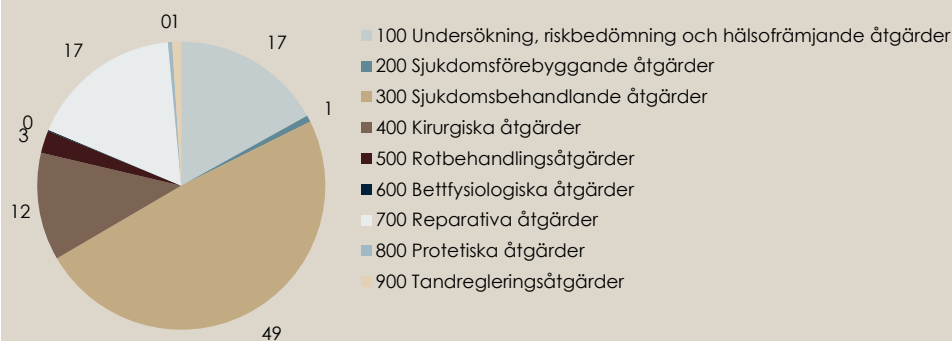 01
17
17
1
0
3
12
49
100 Undersökning, riskbedömning och hälsofrämjande åtgärder
200 Sjukdomsförebyggande åtgärder
300 Sjukdomsbehandlande åtgärder
400 Kirurgiska åtgärder
500 Rotbehandlingsåtgärder
600 Bettfysiologiska åtgärder
700 Reparativa åtgärder
800 Protetiska åtgärder
900 Tandregleringsåtgärder